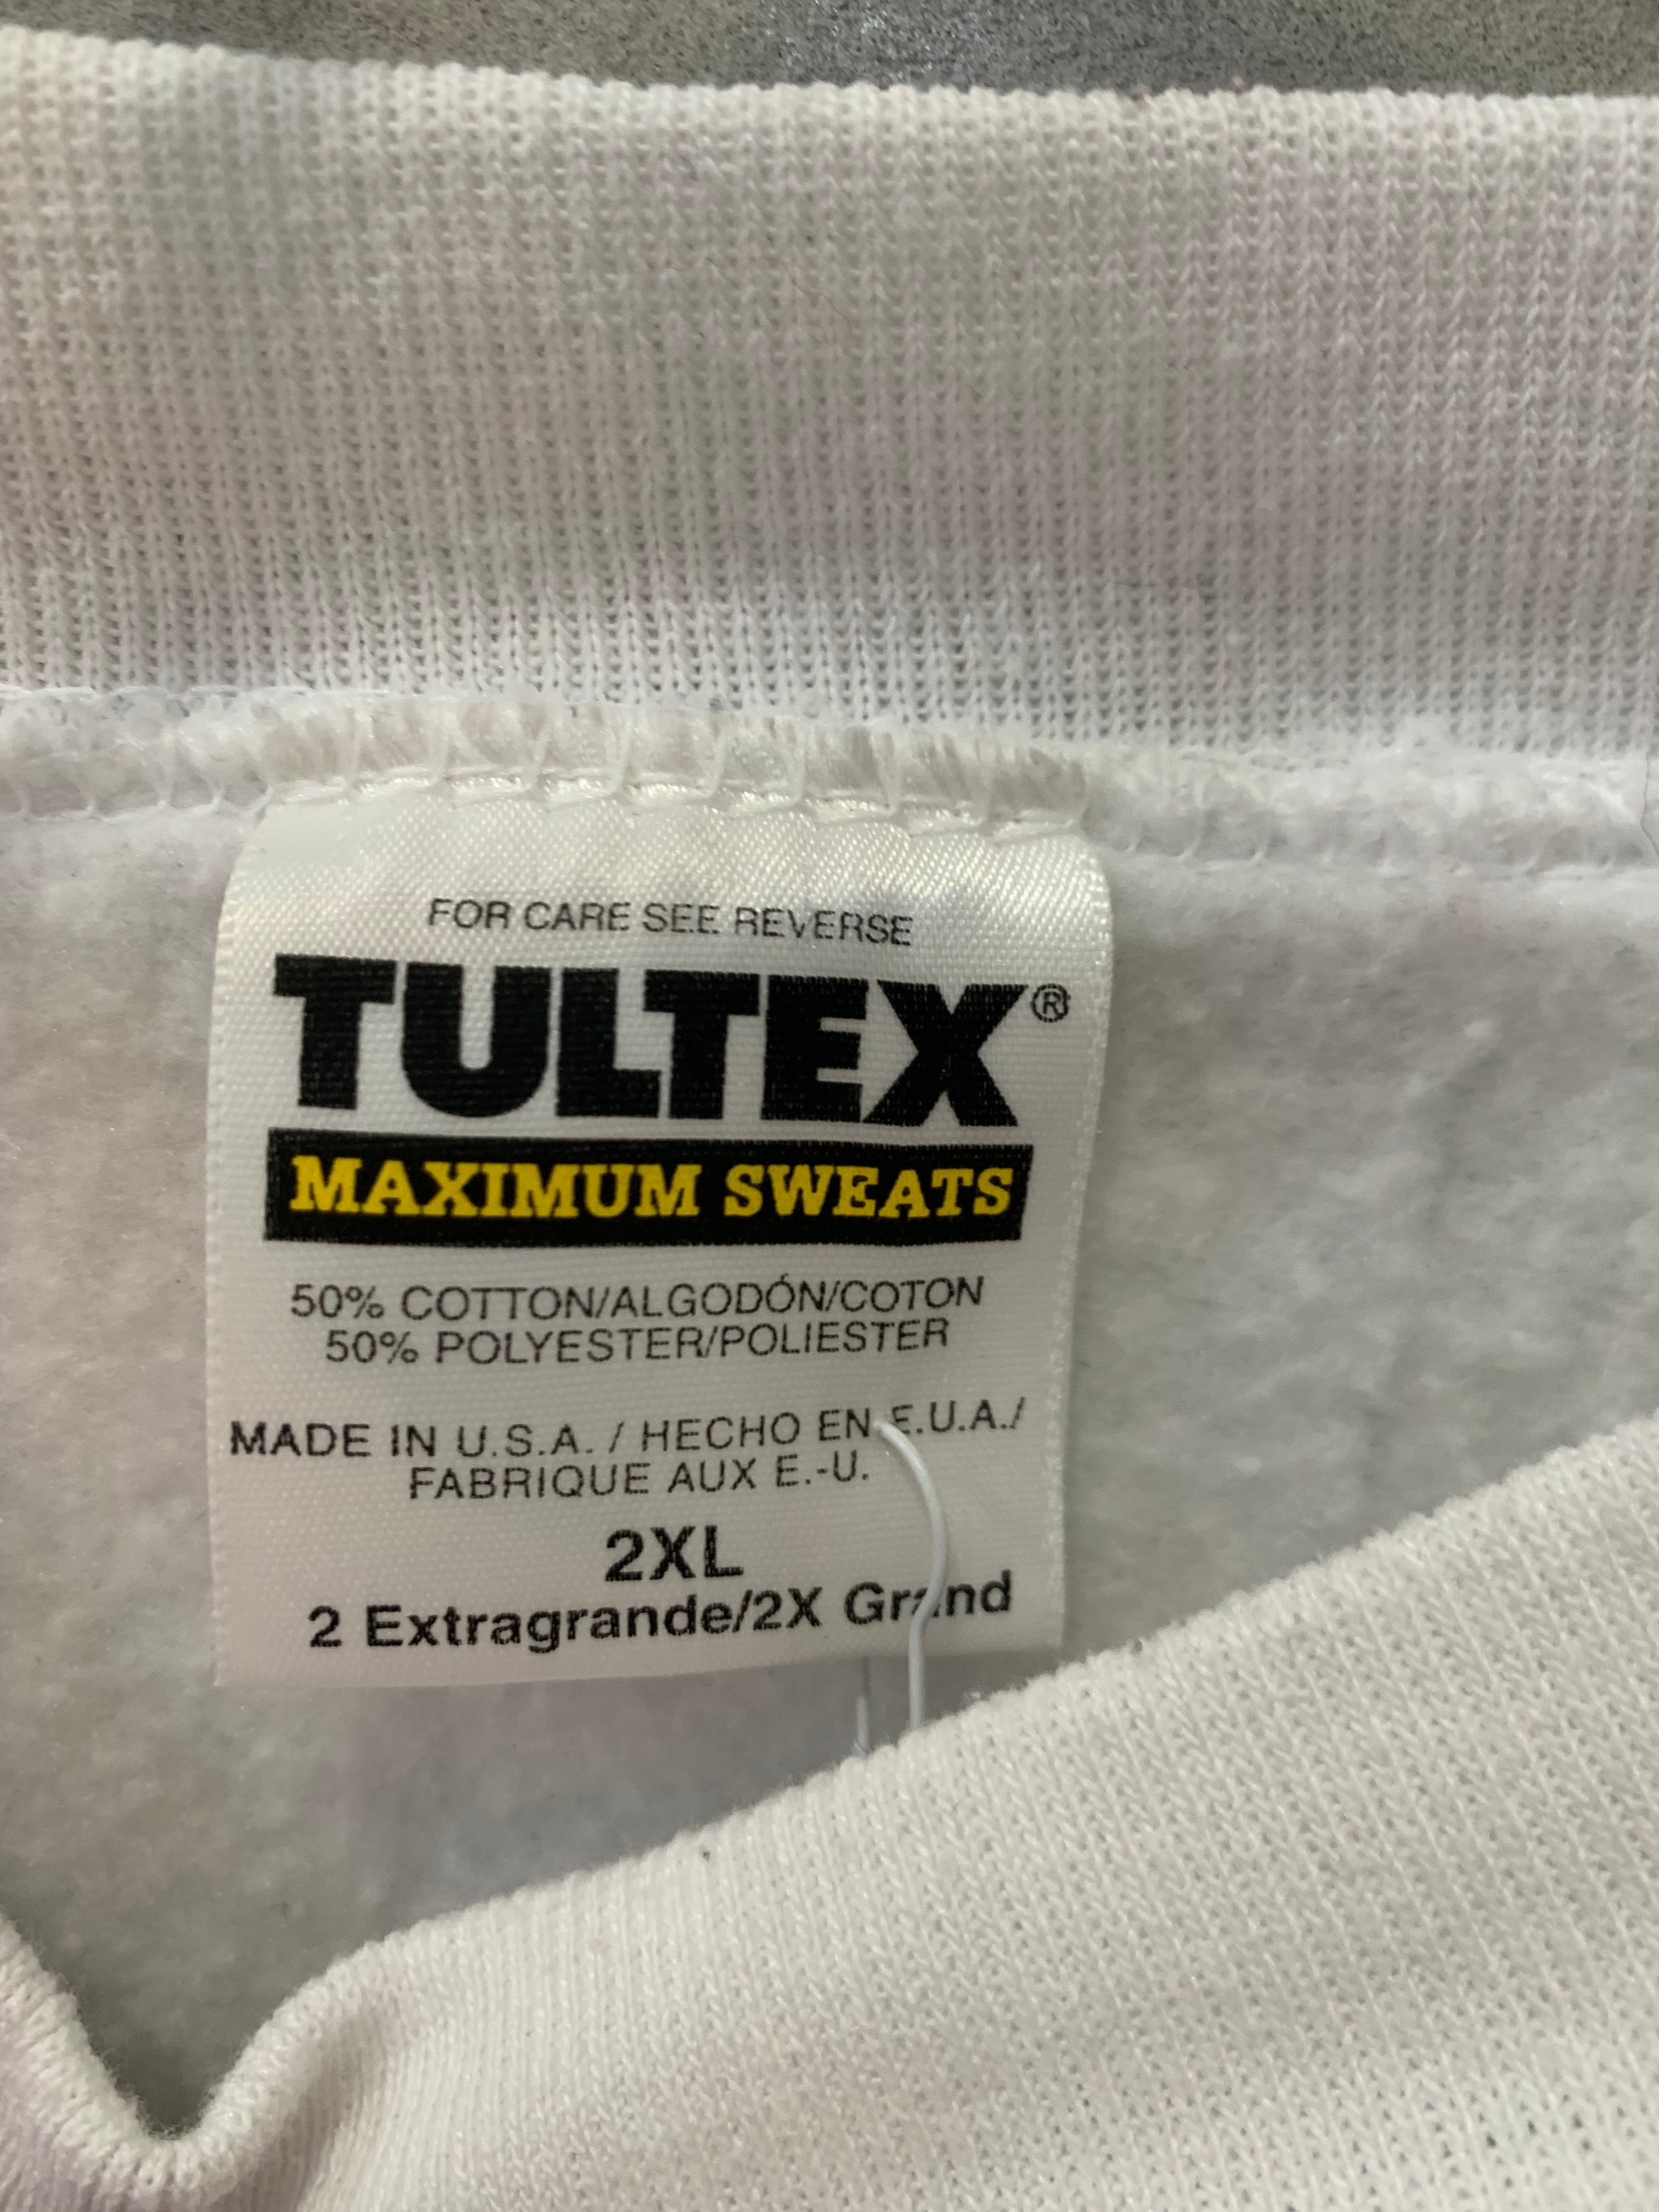 FOR CARE SEE REVERSE
TULTEX®
MAXIMUM SWEATS
50% COTTON/ALGODÓN/COTON
50% POLYESTER/POLIESTER
MADE IN U.S.A. / HECHO EN E.U.A./
FABRIQUE AUX E.-U.
2XL
2 Extragrande/2X Grand